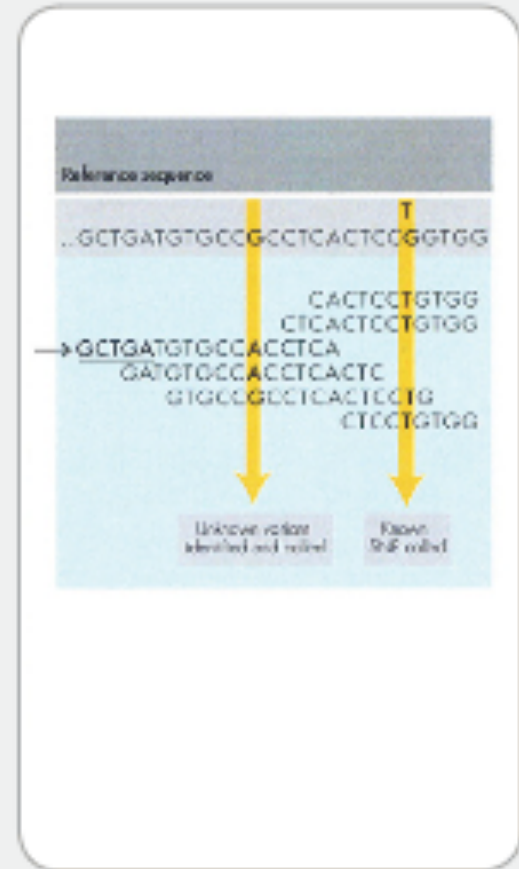 Reference sequence
T
...GCTGATGTGCCGCCTCACTCCGGTGG
CACTCCTGTGG
CTCACTCCTGTGG
GCTGATGTGCCACCTCA
GATGTGCCACCTCACTC
GTGCCGCCTCACTCCTG
CTCCTGTGG
Unknown variant
identified and called
Known
SNP called